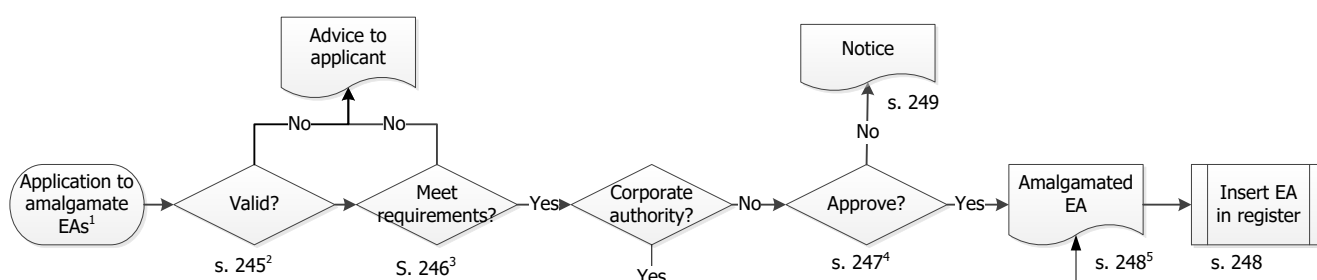 Advice to
applicant
Notice
s. 249
No
No
No
Application to
amalgamate
EAs¹
Valid?
Meet
requirements?
Yes
Corporate
authority?
No
Approve?
Yes
Amalgamated
EA
Insert EA
in register
s. 245²
S. 246³
Yes
s. 247⁴
s. 248⁵
s. 248